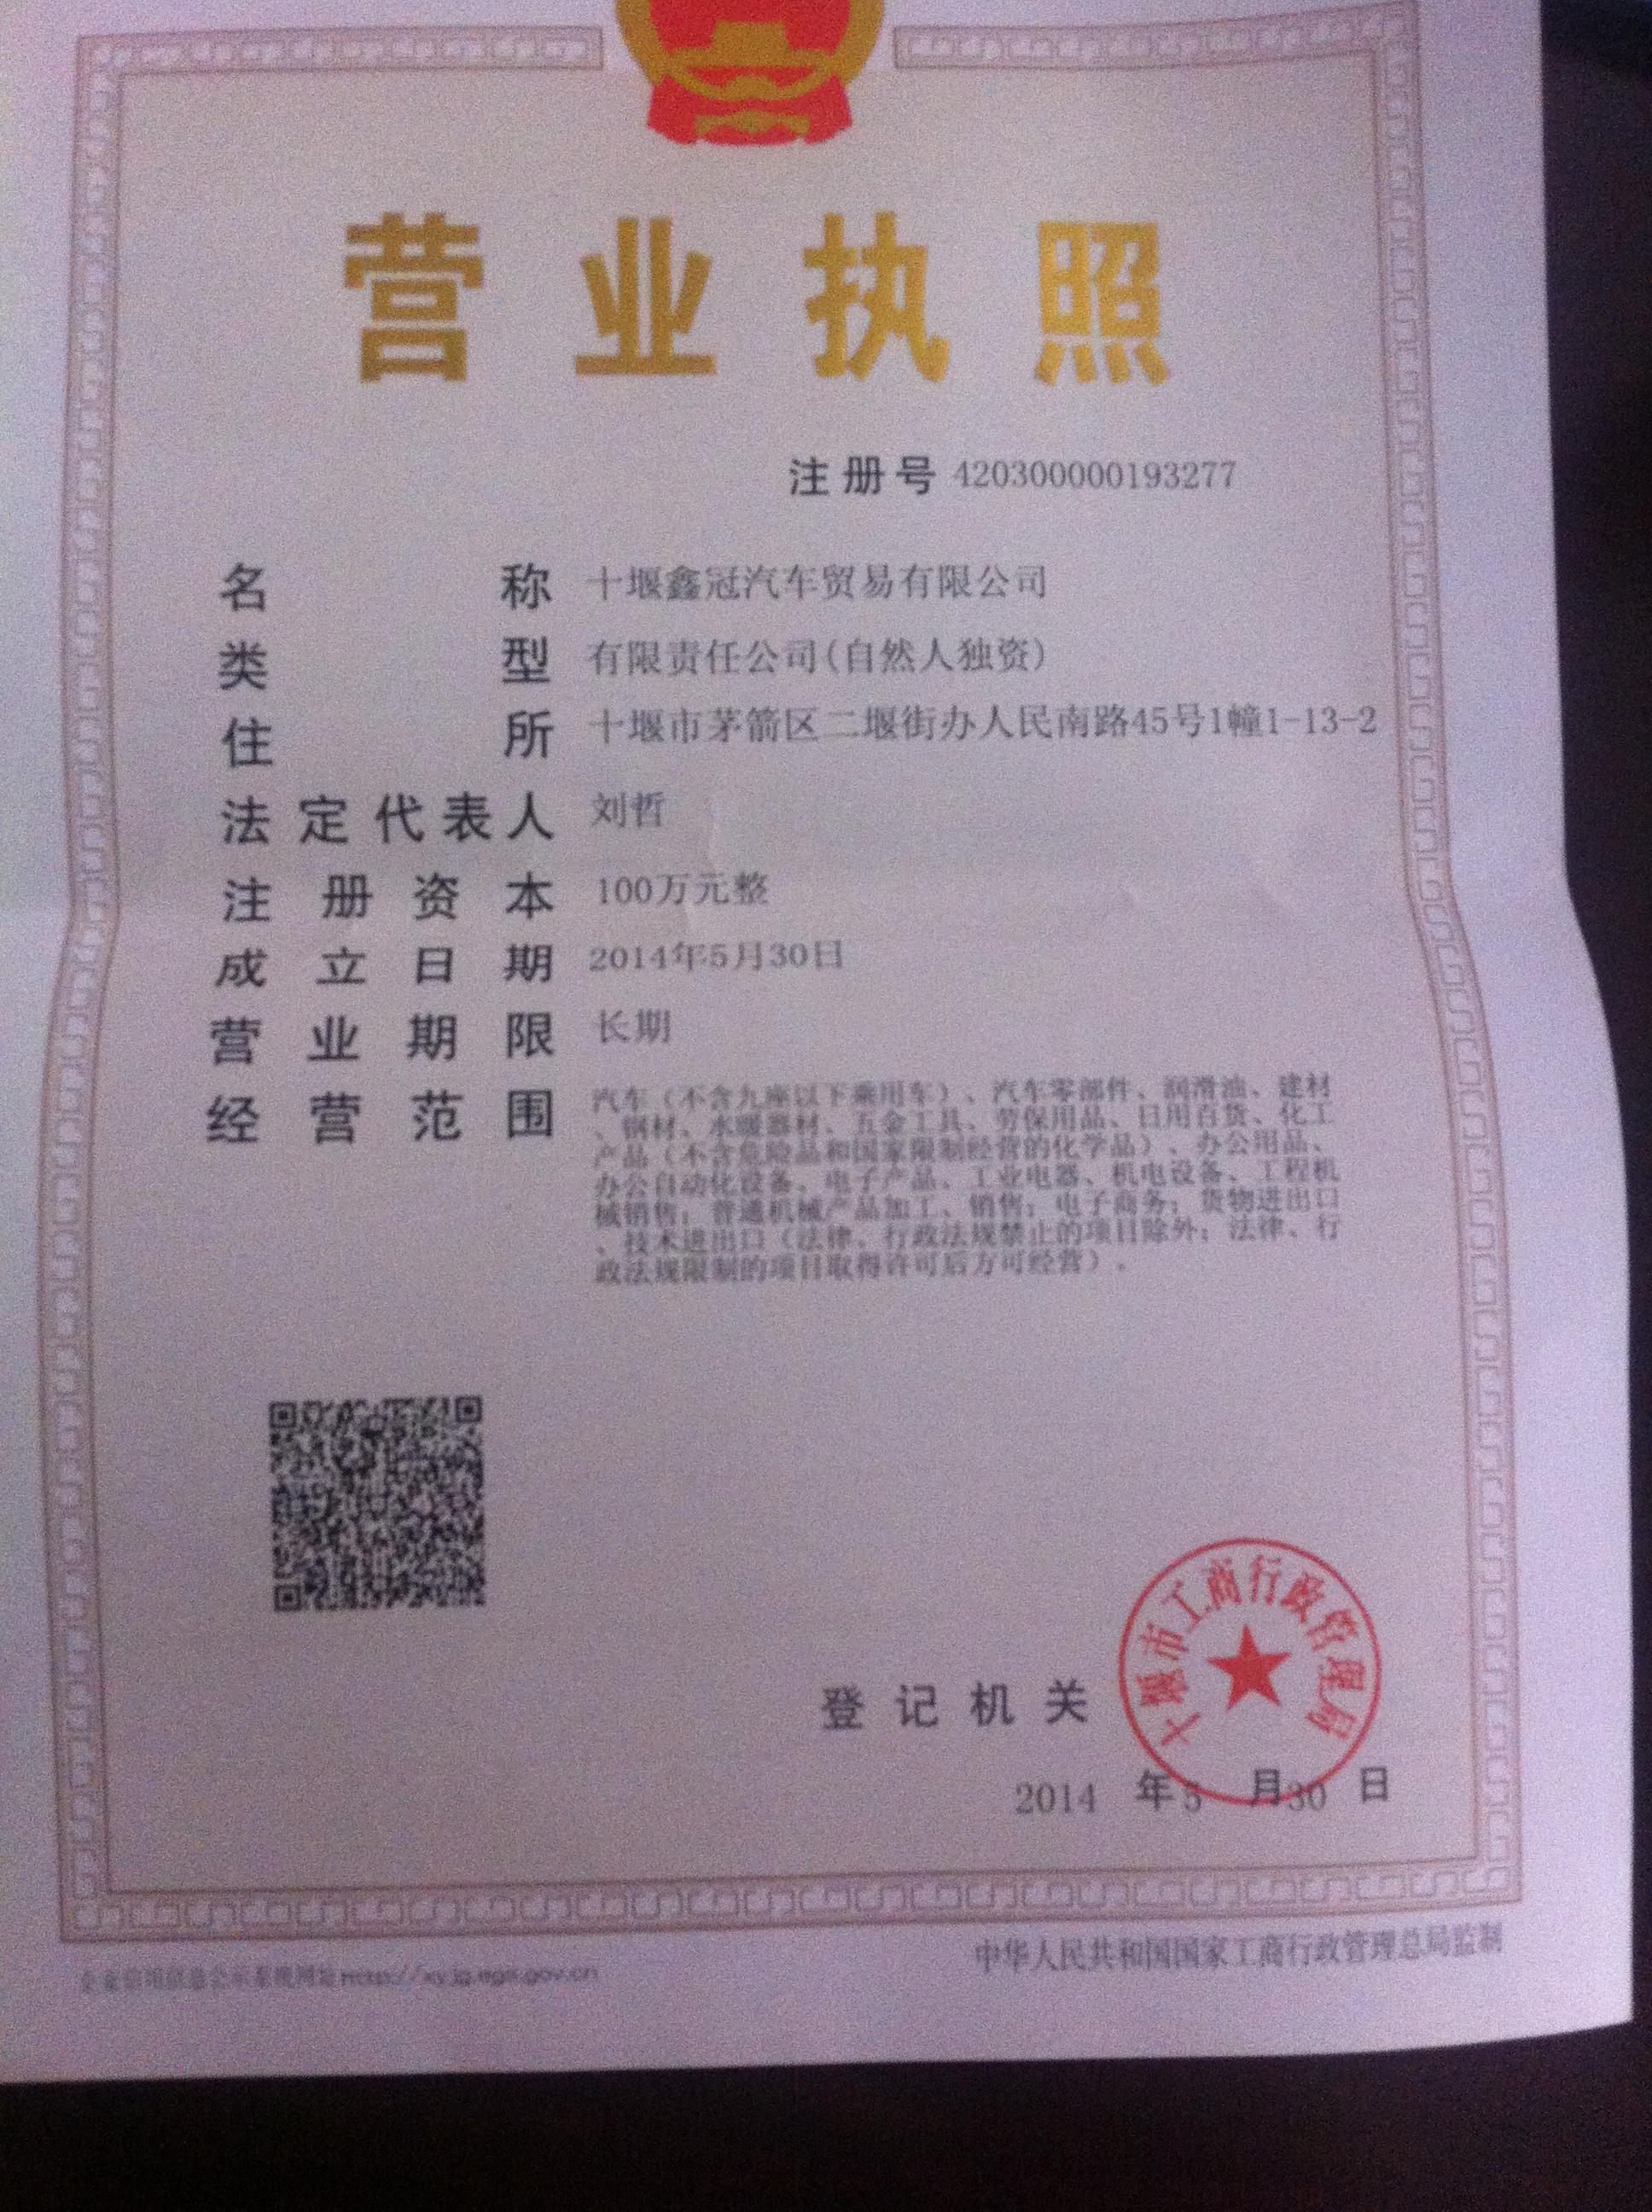 营业执照
注册号 420300000193277
名称 十堰鑫冠汽车贸易有限公司
类型 有限责任公司(自然人独资)
住所 十堰市茅箭区二堰街办人民南路45号1幢1-13-2
法定代表人 刘哲
注册资本 100万元整
成立日期 2014年5月30日
营业期限 长期
经营范围 汽车（不含九座以下乘用车）、汽车零部件、润滑油、建材
、钢材、水暖器材、五金工具、劳保用品、日用百货、化工
产品（不含危险品和国家限制经营的化学品）、办公用品、
办公自动化设备、电子产品、工业电器、机电设备、工程机
械销售；普通机械产品加工、销售；电子商务；货物进出口
、技术进出口（法律、行政法规禁止的项目除外；法律、行
政法规限制的项目取得许可后方可经营）。
十堰市工商行政管理局
登记机关
2014 年 5 月 30 日
中华人民共和国国家工商行政管理总局监制
企业信用信息公示系统网址